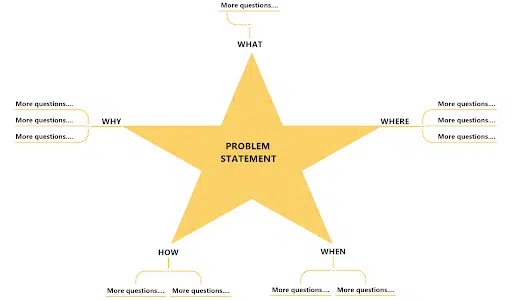 More questions....
WHAT
More questions....
More questions....
More questions....
WHY
More questions....
More questions....
More questions....
WHERE
PROBLEM
STATEMENT
HOW
More questions.... More questions....
WHEN
More questions.... More questions....